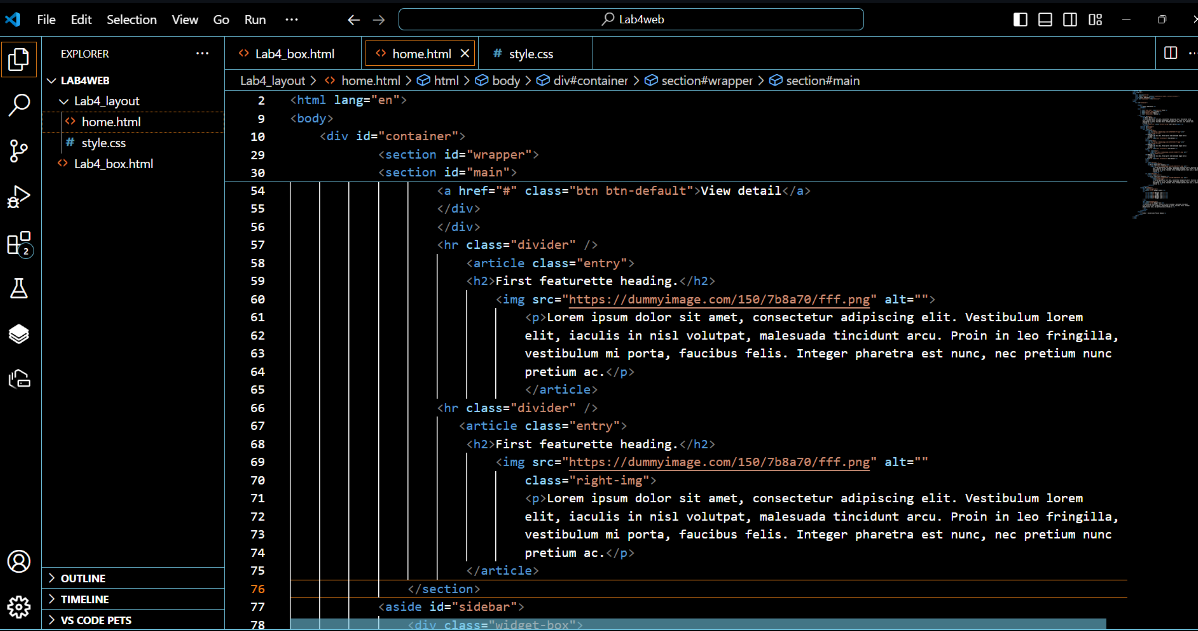 File Edit Selection View Go Run ··· Lab4web
EXPLORER ···
LAB4WEB
Lab4_layout
home.html
style.css
Lab4_box.html
OUTLINE
TIMELINE
VS CODE PETS
2
Lab4_box.html home.html style.css
Lab4_layout > home.html > html > body > div#container > section#wrapper > section#main
2 <html lang="en">
9 <body>
10 <div id="container">
29 <section id="wrapper">
30 <section id="main">
54 <a href="#" class="btn btn-default">View detail</a>
55 </div>
56 </div>
57 <hr class="divider" />
58 <article class="entry">
59 <h2>First featurette heading.</h2>
60 <img src="https://dummyimage.com/150/7b8a70/fff.png" alt="">
61 <p>Lorem ipsum dolor sit amet, consectetur adipiscing elit. Vestibulum lorem
62 elit, iaculis in nisl volutpat, malesuada tincidunt arcu. Proin in leo fringilla,
63 vestibulum mi porta, faucibus felis. Integer pharetra est nunc, nec pretium nunc
64 pretium ac.</p>
65 </article>
66 <hr class="divider" />
67 <article class="entry">
68 <h2>First featurette heading.</h2>
69 <img src="https://dummyimage.com/150/7b8a70/fff.png" alt=""
70 class="right-img">
71 <p>Lorem ipsum dolor sit amet, consectetur adipiscing elit. Vestibulum lorem
72 elit, iaculis in nisl volutpat, malesuada tincidunt arcu. Proin in leo fringilla,
73 vestibulum mi porta, faucibus felis. Integer pharetra est nunc, nec pretium nunc
74 pretium ac.</p>
75 </article>
76 </section>
77 <aside id="sidebar">
78 <div class="widget-box">